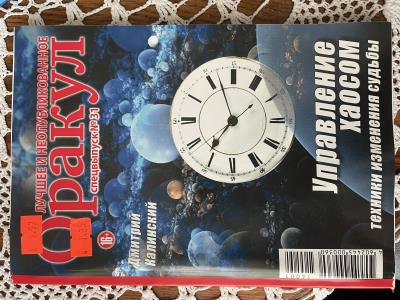 ЛУЧШЕЕ И НЕОПУБЛИКОВАННОЕ
Оракул
СПЕЦВЫПУСК №31
16+
Дмитрий
Калинский
Управление
хаосом
ТЕХНИКИ ИЗМЕНЕНИЯ СУДЬБЫ